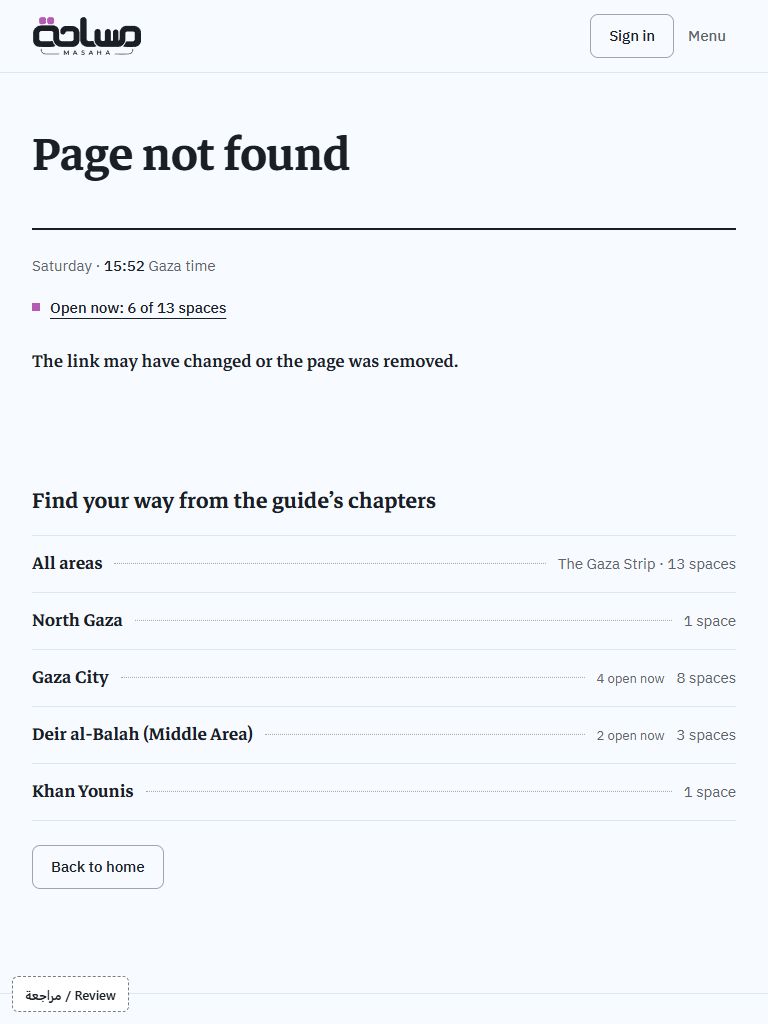 مساحة
MASAHA
Sign in
Menu
Page not found
Saturday · 15:52 Gaza time
Open now: 6 of 13 spaces
The link may have changed or the page was removed.
Find your way from the guide’s chapters
All areas The Gaza Strip · 13 spaces
North Gaza 1 space
Gaza City 4 open now 8 spaces
Deir al-Balah (Middle Area) 2 open now 3 spaces
Khan Younis 1 space
Back to home
مراجعة / Review